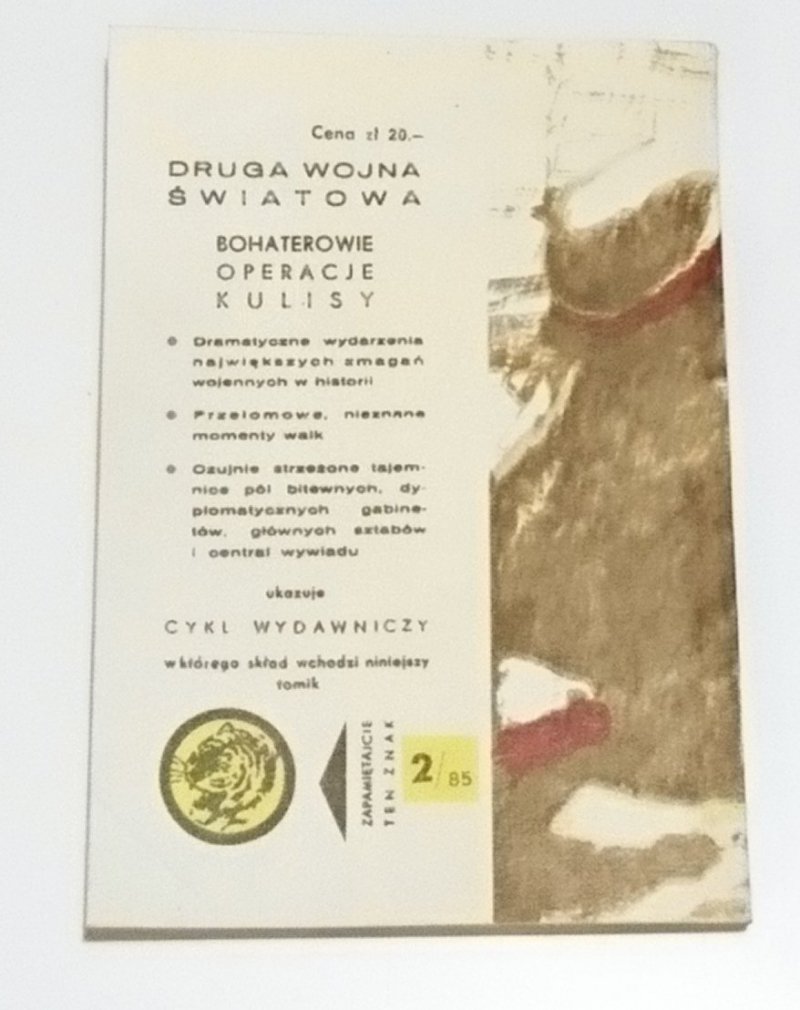 Cena zł 20.—
DRUGA WOJNA
ŚWIATOWA
BOHATEROWIE
OPERACJE
KULISY
● Dramatyczne wydarzenia
największych zmagań
wojennych w historii
● Przełomowe, nieznane
momenty walk
● Czujnie strzeżone tajem-
nice pól bitewnych, dy-
plomatycznych gabine-
tów, głównych sztabów
i central wywiadu
ukazuje
CYKL WYDAWNICZY
w którego skład wchodzi niniejszy
tomik
ZAPAMIĘTAJCIE
TEN ZNAK
2/85